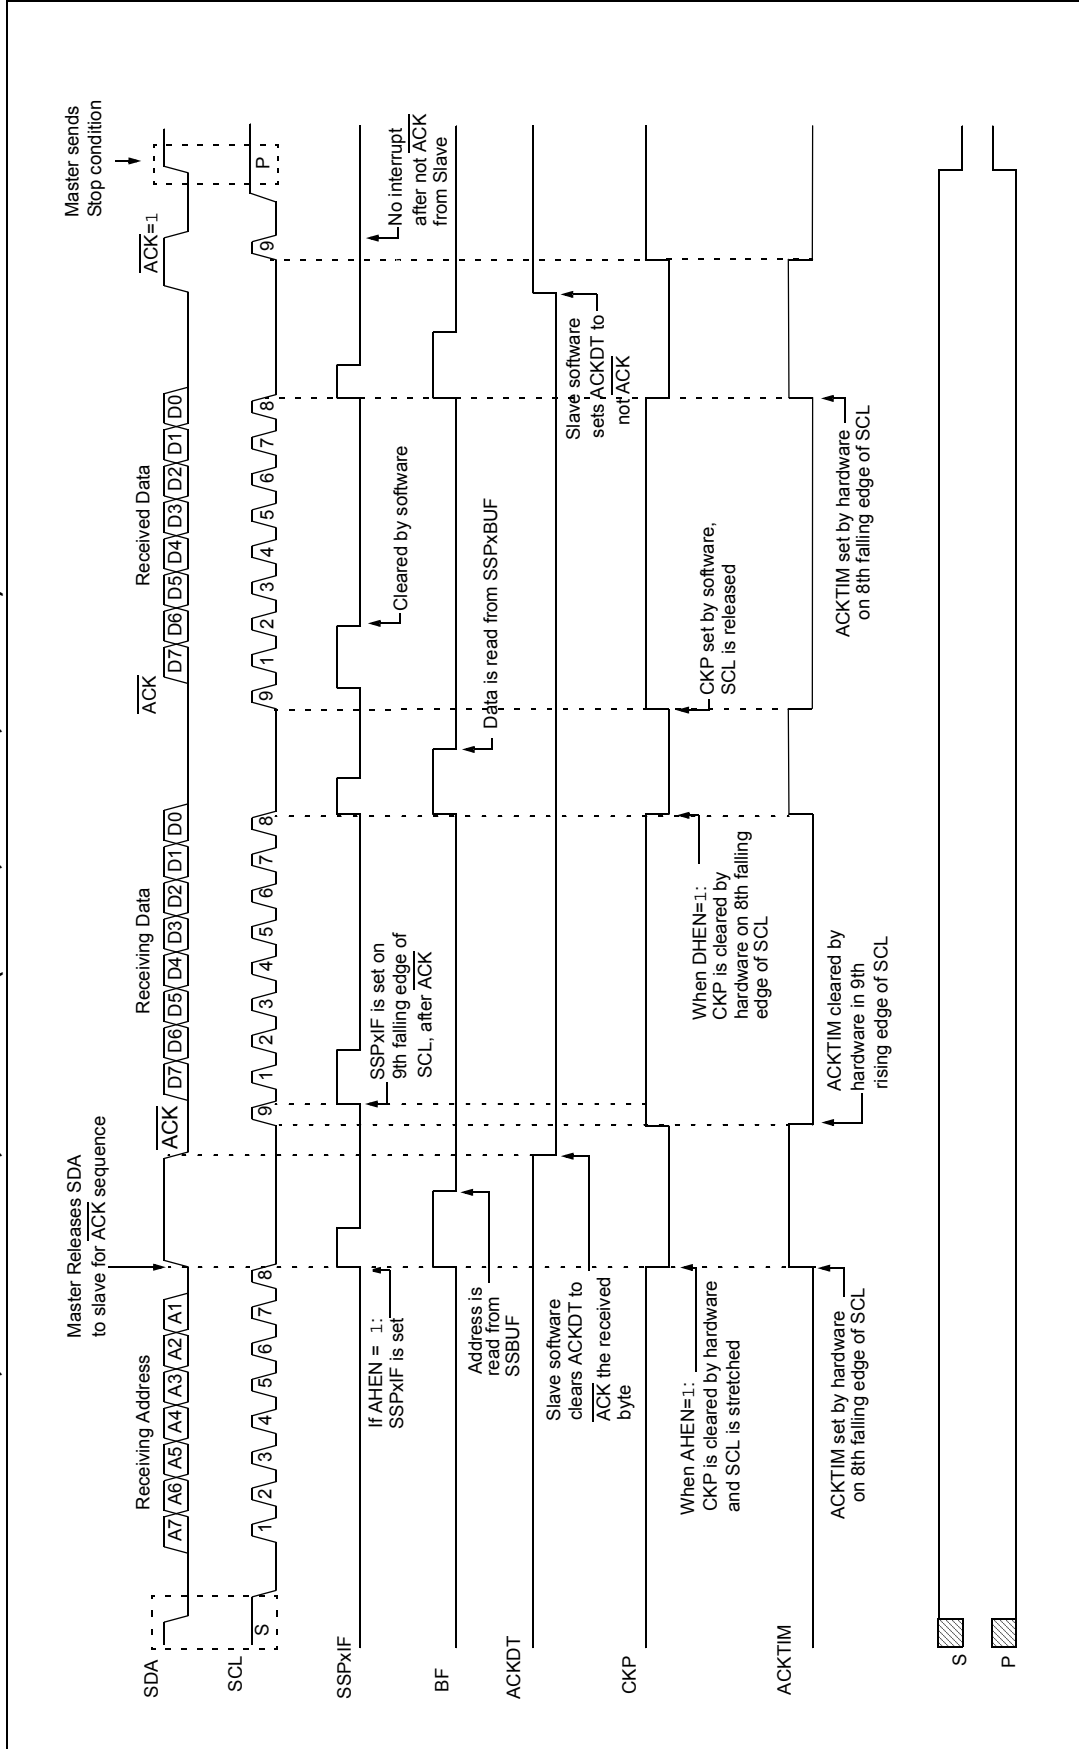 Master Releases SDA
to slave for ACK sequence
Master sends
Stop condition
Receiving Address
Receiving Data
Received Data
ACK
ACK
ACK=1
SDA
A7 A6 A5 A4 A3 A2 A1
D7 D6 D5 D4 D3 D2 D1 D0
D7 D6 D5 D4 D3 D2 D1 D0
SCL
S
1 2 3 4 5 6 7 8
9
1 2 3 4 5 6 7 8
9
1 2 3 4 5 6 7 8
9
P
SSPxIF
If AHEN = 1:
SSPxIF is set
SSPxIF is set on
9th falling edge of
SCL, after ACK
Cleared by software
No interrupt
after not ACK
from Slave
BF
Address is
read from
SSBUF
Data is read from SSPxBUF
ACKDT
Slave software
clears ACKDT to
ACK the received
byte
Slave software
sets ACKDT to
not ACK
CKP
When AHEN=1:
CKP is cleared by hardware
and SCL is stretched
When DHEN=1:
CKP is cleared by
hardware on 8th falling
edge of SCL
CKP set by software,
SCL is released
ACKTIM
ACKTIM set by hardware
on 8th falling edge of SCL
ACKTIM cleared by
hardware in 9th
rising edge of SCL
ACKTIM set by hardware
on 8th falling edge of SCL
S
P